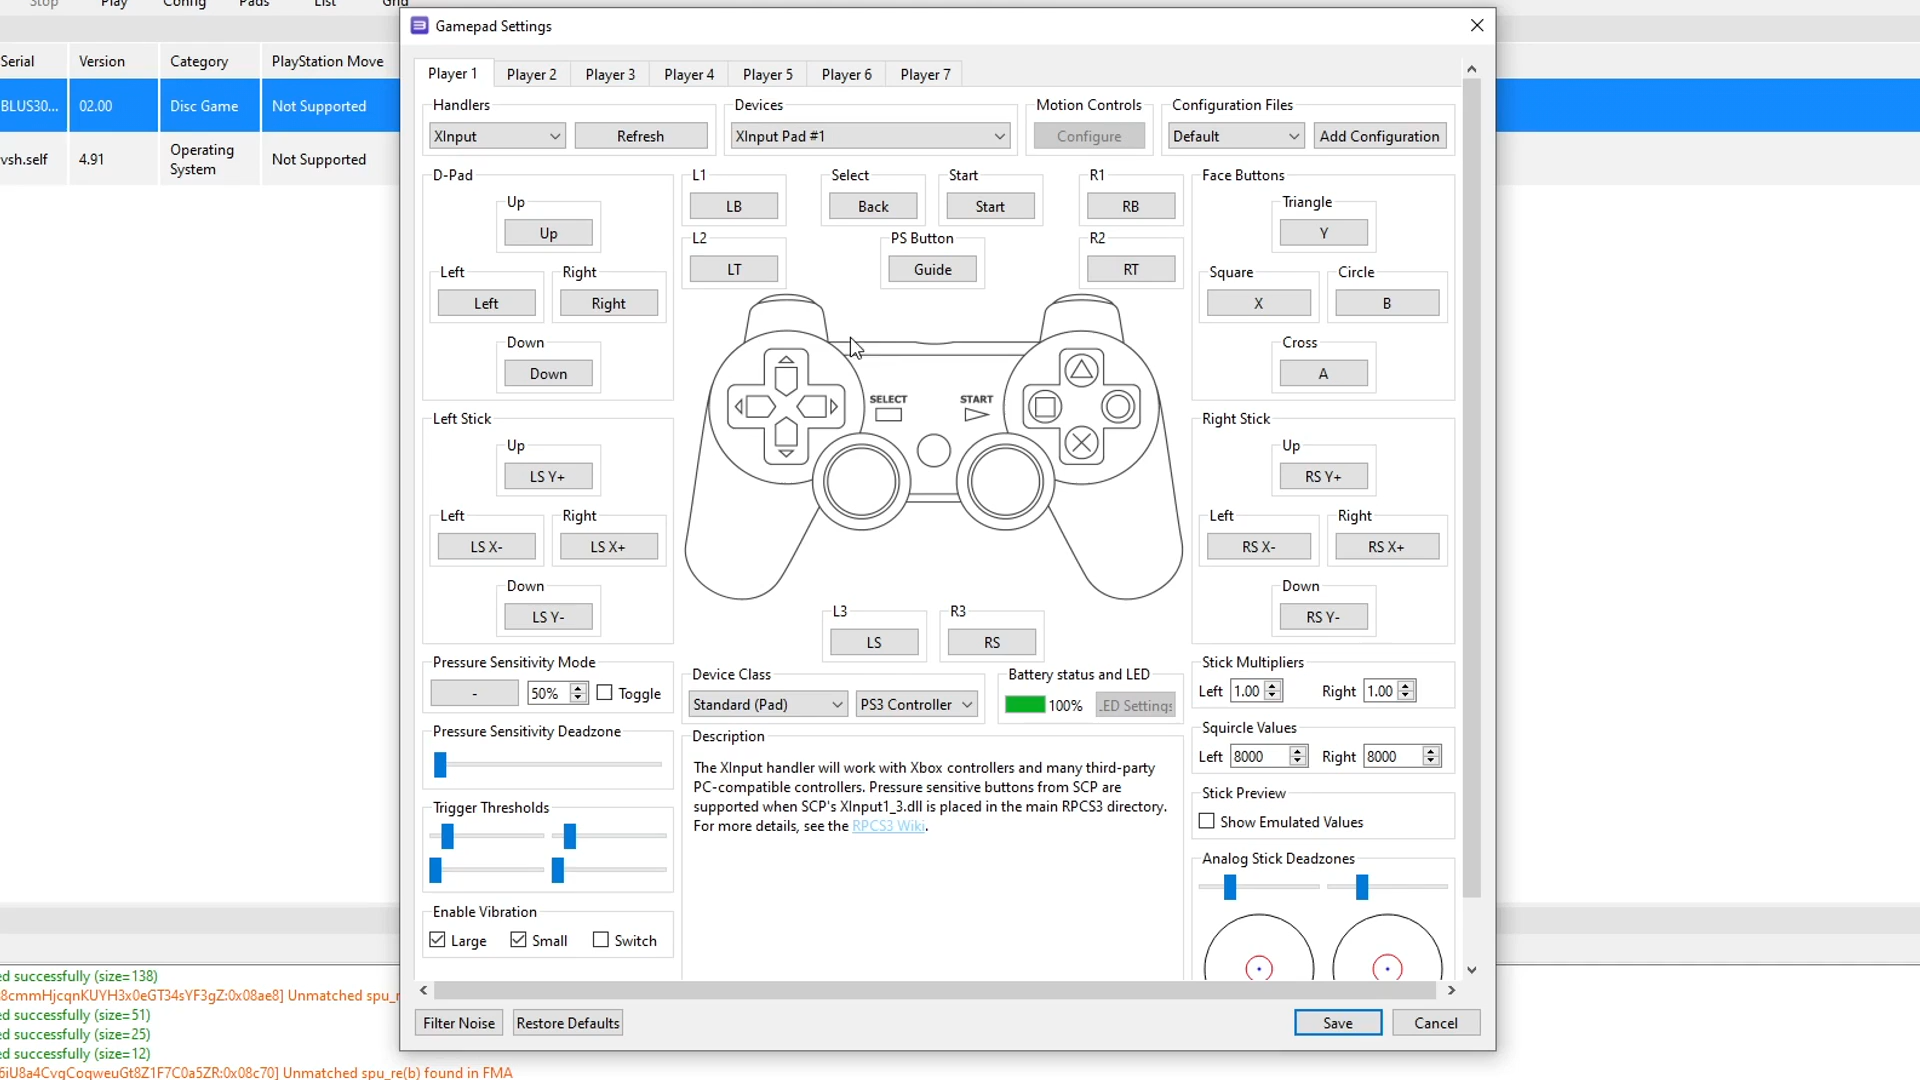 Stop Play Config Pads List Grid
Gamepad Settings
Serial Version Category PlayStation Move
BLUS30... 02.00 Disc Game Not Supported
vsh.self 4.91 Operating System Not Supported
Player 1 Player 2 Player 3 Player 4 Player 5 Player 6 Player 7
Handlers Devices Motion Controls Configuration Files
XInput Refresh XInput Pad #1 Configure Default Add Configuration
D-Pad L1 Select Start R1 Face Buttons
Up LB Back Start RB Triangle
Up L2 PS Button R2 Y
LT Guide RT
Left Right Square Circle
Left Right X B
Down Cross
Down A
SELECT START
Left Stick Right Stick
Up Up
LS Y+ RS Y+
Left Right Left Right
LS X- LS X+ RS X- RS X+
Down Down
LS Y- RS Y-
L3 R3
LS RS
Pressure Sensitivity Mode Device Class Battery status and LED Stick Multipliers
- 50% Toggle Standard (Pad) PS3 Controller 100% ED Settings Left 1.00 Right 1.00
Pressure Sensitivity Deadzone Description Squircle Values
Left 8000 Right 8000
The XInput handler will work with Xbox controllers and many third-party
PC-compatible controllers. Pressure sensitive buttons from SCP are
supported when SCP's XInput1_3.dll is placed in the main RPCS3 directory.
For more details, see the RPCS3 Wiki.
Stick Preview
Show Emulated Values
Trigger Thresholds
Analog Stick Deadzones
Enable Vibration
Large Small Switch
Filter Noise Restore Defaults Save Cancel
ed successfully (size=138)
8cmmHjcqnKUYH3x0eGT34sYF3gZ:0x08ae8] Unmatched spu_r
ed successfully (size=51)
ed successfully (size=25)
ed successfully (size=12)
6iU8a4CvqCoqweuGt8Z1F7C0a5ZR:0x08c70] Unmatched spu_re(b) found in FMA